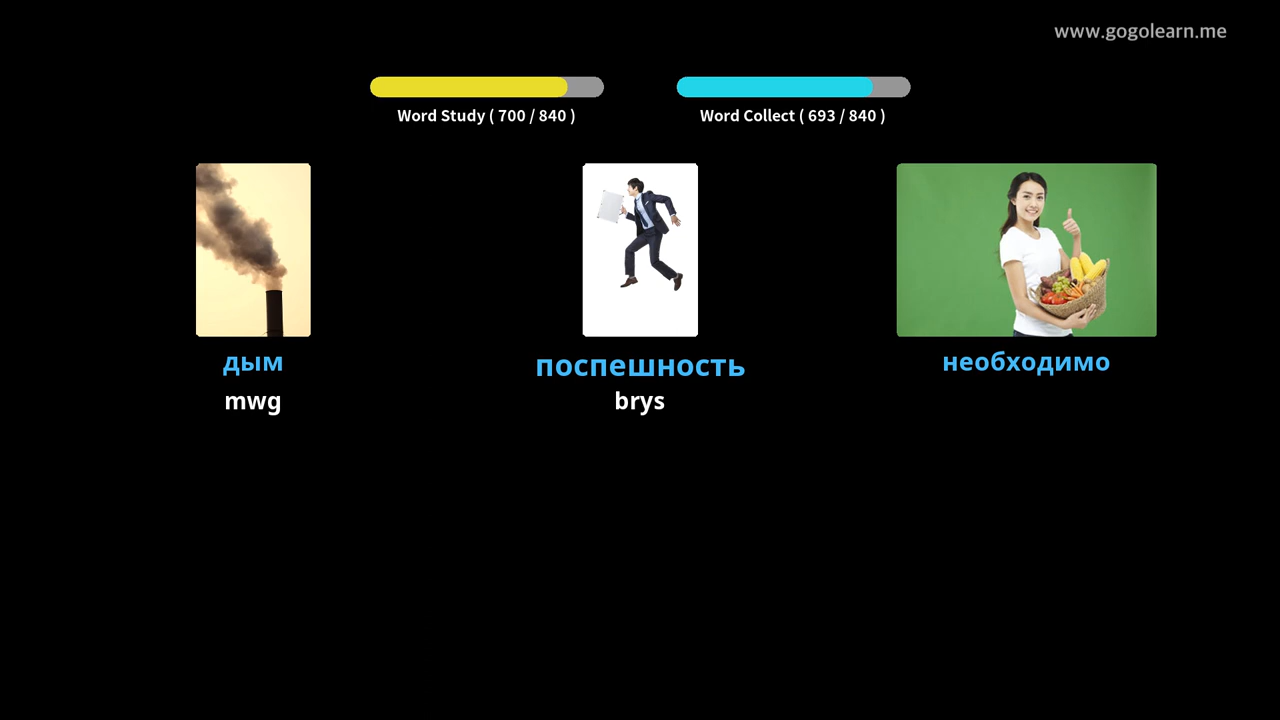 www.gogolearn.me
Word Study ( 700 / 840 )
Word Collect ( 693 / 840 )
дым
mwg
поспешность
brys
необходимо